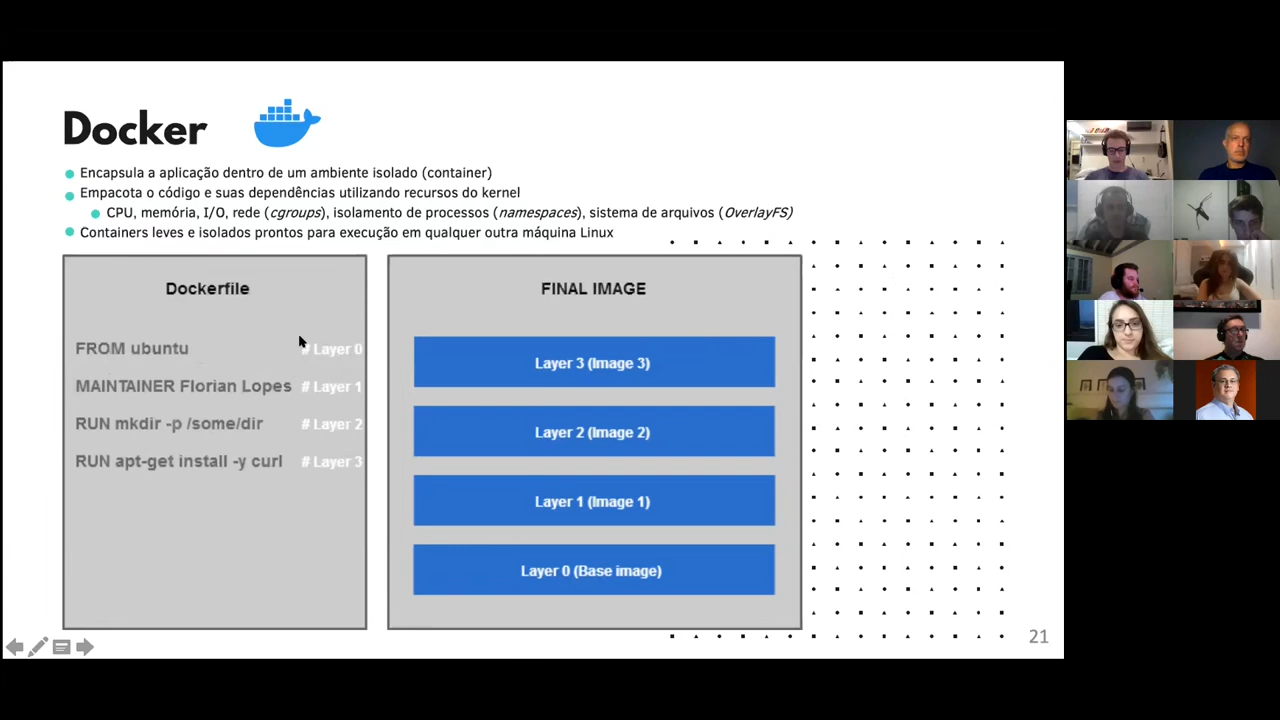 Docker
Encapsula a aplicação dentro de um ambiente isolado (container)
Empacota o código e suas dependências utilizando recursos do kernel
CPU, memória, I/O, rede (cgroups), isolamento de processos (namespaces), sistema de arquivos (OverlayFS)
Containers leves e isolados prontos para execução em qualquer outra máquina Linux
Dockerfile
FROM ubuntu # Layer 0
MAINTAINER Florian Lopes # Layer 1
RUN mkdir -p /some/dir # Layer 2
RUN apt-get install -y curl # Layer 3
FINAL IMAGE
Layer 3 (Image 3)
Layer 2 (Image 2)
Layer 1 (Image 1)
Layer 0 (Base image)
21